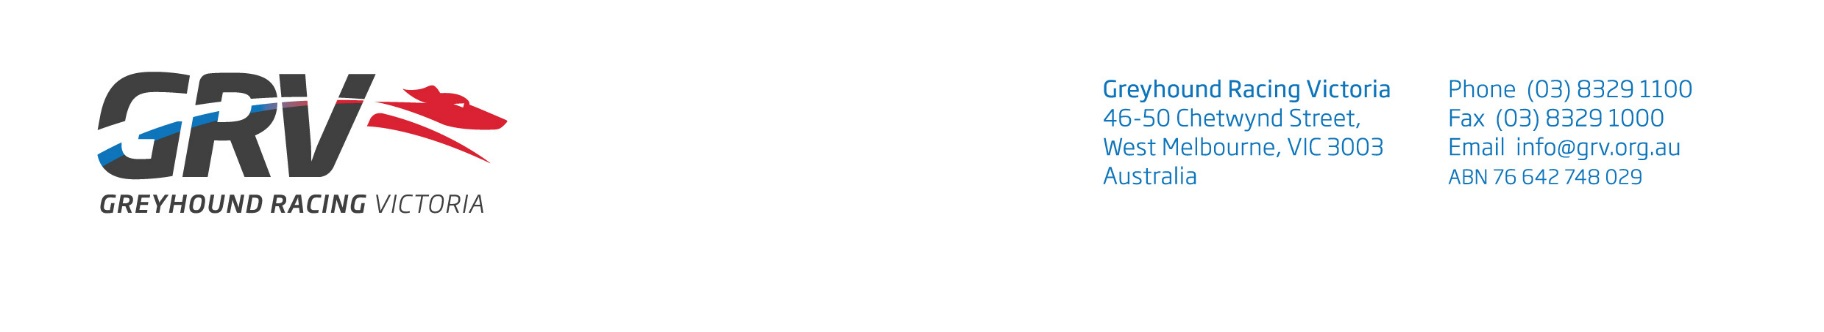 GRV
GREYHOUND RACING VICTORIA
Greyhound Racing Victoria
46-50 Chetwynd Street,
West Melbourne, VIC 3003
Australia
Phone (03) 8329 1100
Fax (03) 8329 1000
Email info@grv.org.au
ABN 76 642 748 029